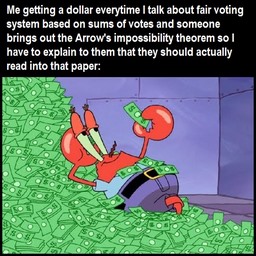 Me getting a dollar everytime I talk about fair voting
system based on sums of votes and someone
brings out the Arrow's impossibility theorem so I
have to explain to them that they should actually
read into that paper: